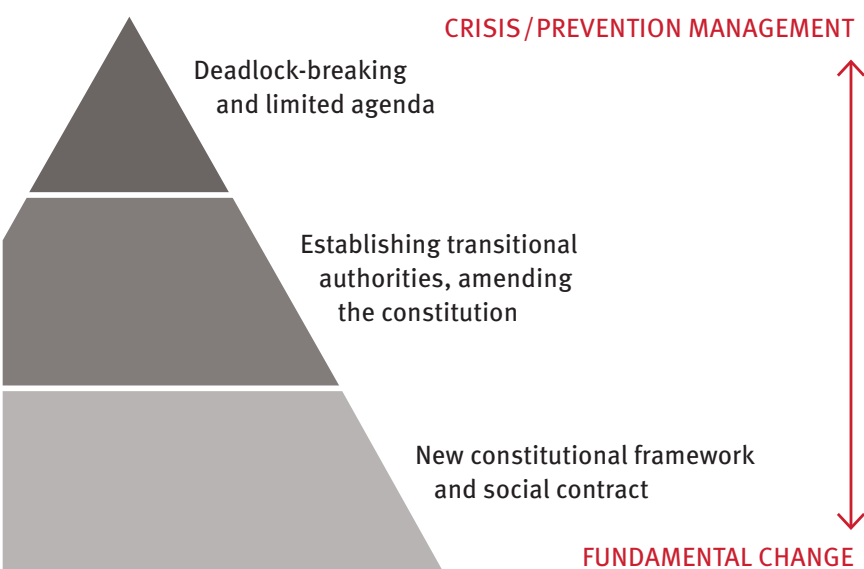 CRISIS/PREVENTION MANAGEMENT
Deadlock-breaking
and limited agenda
Establishing transitional
authorities, amending
the constitution
New constitutional framework
and social contract
FUNDAMENTAL CHANGE